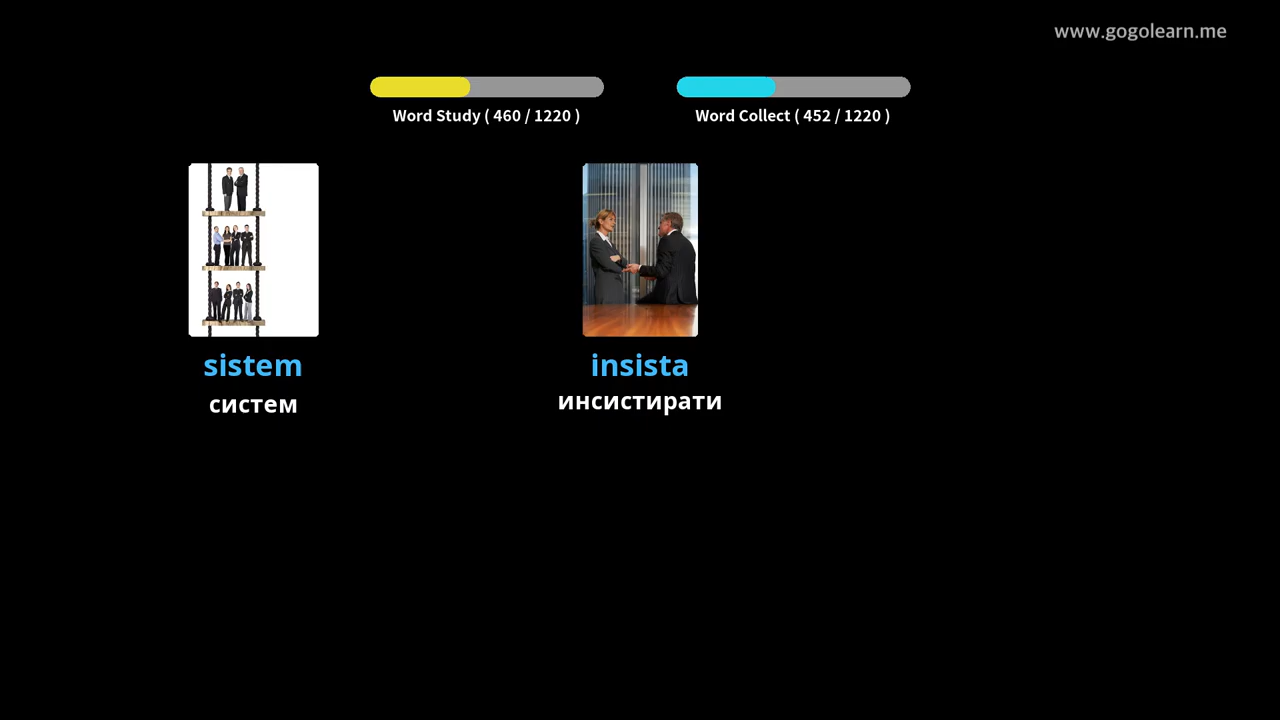 www.gogolearn.me
Word Study ( 460 / 1220 )
Word Collect ( 452 / 1220 )
sistem
систем
insista
инсистирати